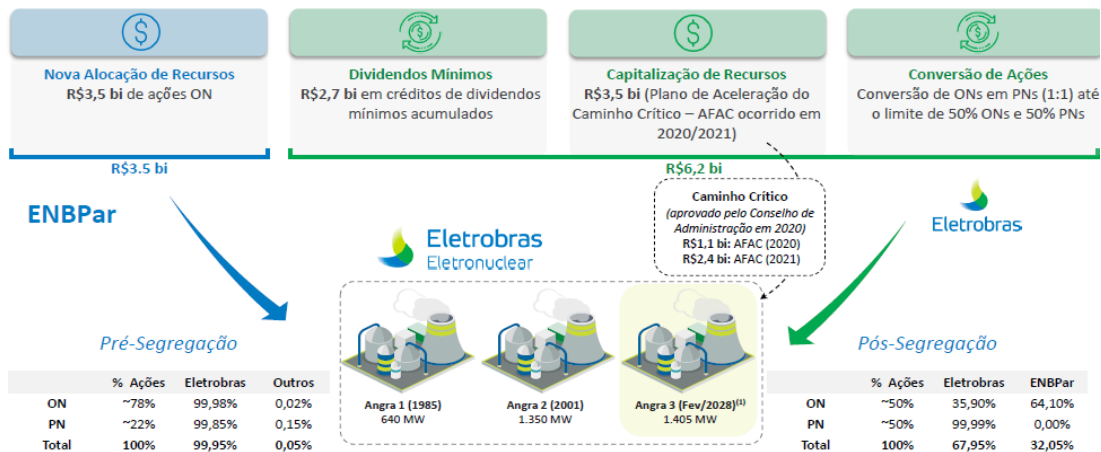 Nova Alocação de Recursos
R$3,5 bi de ações ON
Dividendos Mínimos
R$2,7 bi em créditos de dividendos
mínimos acumulados
Capitalização de Recursos
R$3,5 bi (Plano de Aceleração do
Caminho Crítico – AFAC ocorrido em
2020/2021)
Conversão de Ações
Conversão de ONs em PNs (1:1) até
o limite de 50% ONs e 50% PNs
R$3.5 bi
R$6,2 bi
ENBPar
Eletrobras
Eletronuclear
Caminho Crítico
(aprovado pelo Conselho de
Administração em 2020)
R$1,1 bi: AFAC (2020)
R$2,4 bi: AFAC (2021)
Eletrobras
Pré-Segregação
% Ações Eletrobras Outros
ON ~78% 99,98% 0,02%
PN ~22% 99,85% 0,15%
Total 100% 99,95% 0,05%
Angra 1 (1985)
640 MW
Angra 2 (2001)
1.350 MW
Angra 3 (Fev/2028)(1)
1.405 MW
Pós-Segregação
% Ações Eletrobras ENBPar
ON ~50% 35,90% 64,10%
PN ~50% 99,99% 0,00%
Total 100% 67,95% 32,05%